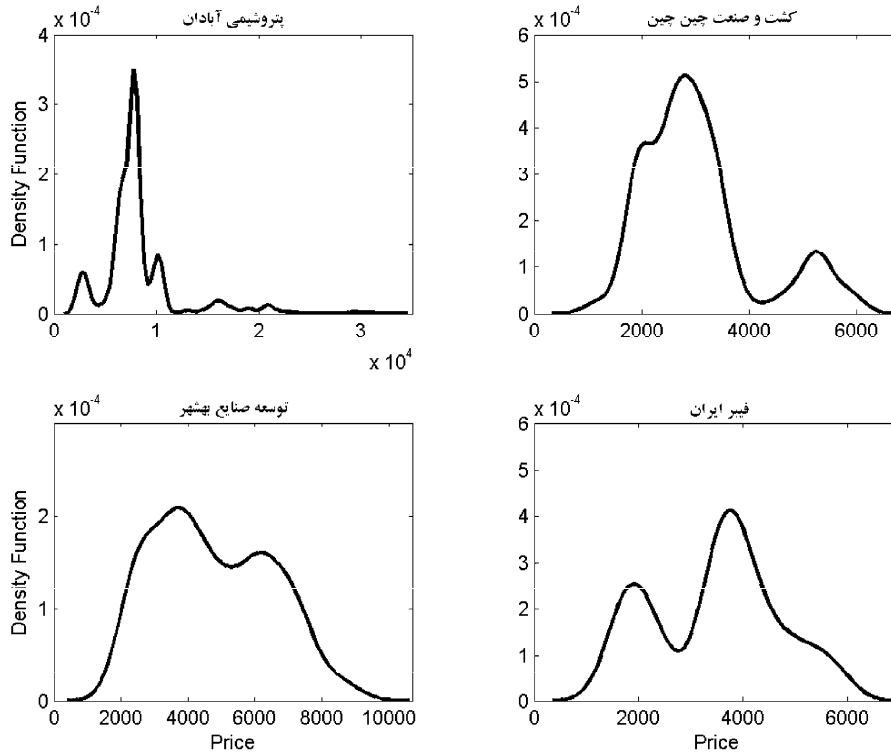 پتروشیمی آبادان
x 10^-4
4
3
2
1
0
Density Function
0 1 2 3
x 10^4
کشت و صنعت چین چین
x 10^-4
6
5
4
3
2
1
0
2000 4000 6000
توسعه صنایع بهشهر
x 10^-4
2
1
0
Density Function
0 2000 4000 6000 8000 10000
Price
فیبر ایران
x 10^-4
6
5
4
3
2
1
0
2000 4000 6000
Price